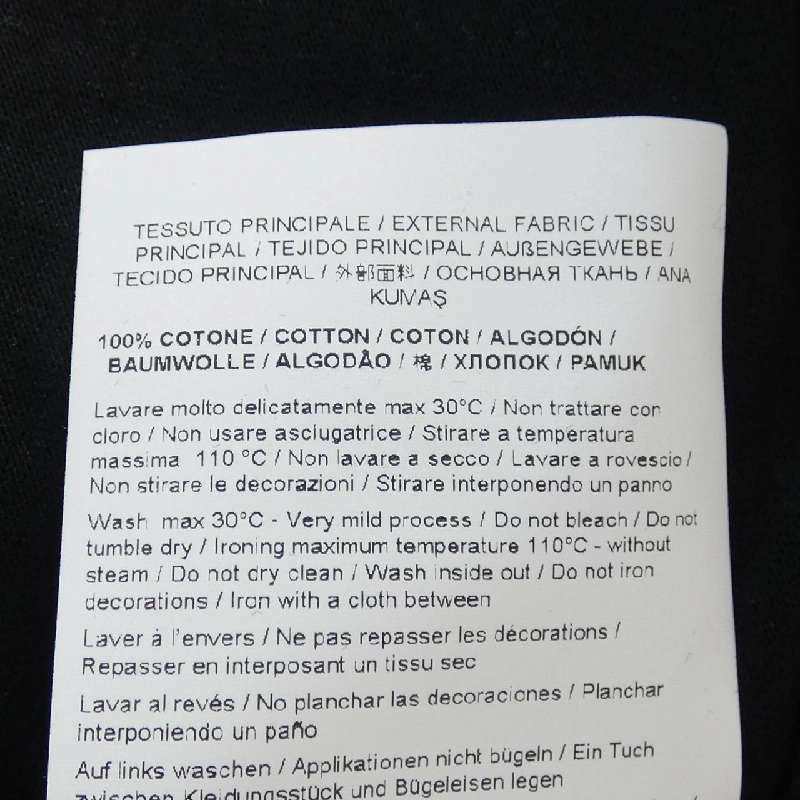 TESSUTO PRINCIPALE / EXTERNAL FABRIC / TISSU
PRINCIPAL / TEJIDO PRINCIPAL / AUßENGEWEBE /
TECIDO PRINCIPAL / 外部面料 / ОСНОВНАЯ ТКАНЬ / ANA
KUMAŞ
100% COTONE / COTTON / COTON / ALGODÓN /
BAUMWOLLE / ALGODÃO / 棉 / ХЛОПОК / PAMUK
Lavare molto delicatamente max 30°C / Non trattare con
cloro / Non usare asciugatrice / Stirare a temperatura
massima 110 °C / Non lavare a secco / Lavare a rovescio /
Non stirare le decorazioni / Stirare interponendo un panno
Wash max 30°C - Very mild process / Do not bleach / Do not
tumble dry / Ironing maximum temperature 110°C - without
steam / Do not dry clean / Wash inside out / Do not iron
decorations / Iron with a cloth between
Laver à l'envers / Ne pas repasser les décorations /
Repasser en interposant un tissu sec
Lavar al revés / No planchar las decoraciones / Planchar
interponiendo un paño
Auf links waschen / Applikationen nicht bügeln / Ein Tuch
zwischen Kleidungsstück und Bügeleisen legen